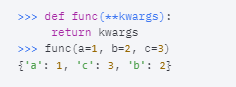 >>> def func(**kwargs):
        return kwargs
>>> func(a=1, b=2, c=3)
{'a': 1, 'c': 3, 'b': 2}